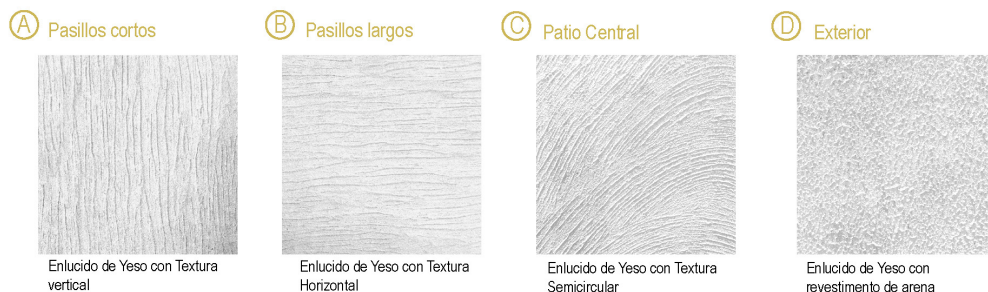 A Pasillos cortos
B Pasillos largos
C Patio Central
D Exterior
Enlucido de Yeso con Textura
vertical
Enlucido de Yeso con Textura
Horizontal
Enlucido de Yeso con Textura
Semicircular
Enlucido de Yeso con
revestimiento de arena